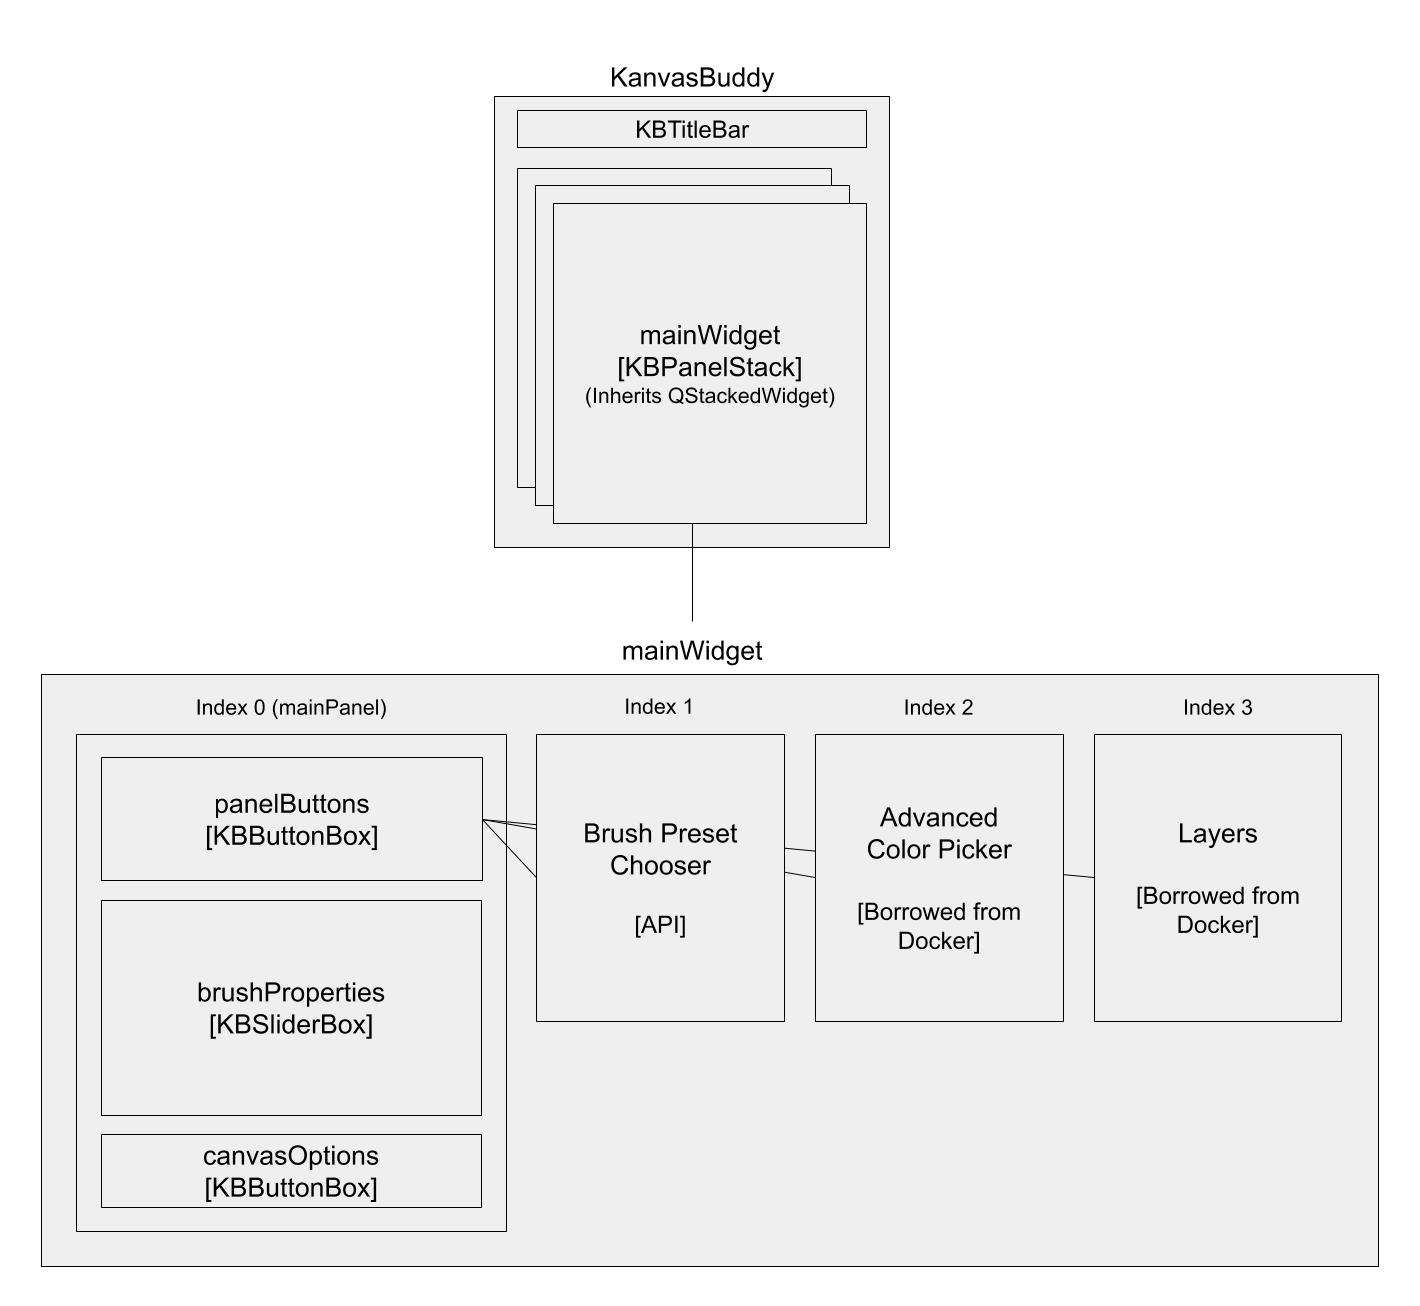 KanvasBuddy
KBTitleBar
mainWidget
[KBPanelStack]
(Inherits QStackedWidget)
mainWidget
Index 0 (mainPanel)
panelButtons
[KBButtonBox]
brushProperties
[KBSliderBox]
canvasOptions
[KBButtonBox]
Index 1
Brush Preset
Chooser
[API]
Index 2
Advanced
Color Picker
[Borrowed from
Docker]
Index 3
Layers
[Borrowed from
Docker]